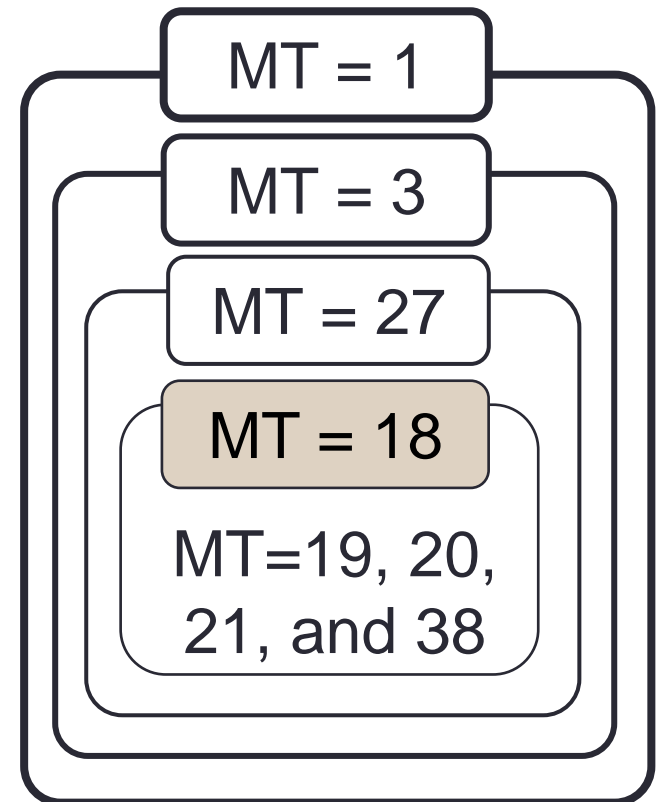 MT = 1
MT = 3
MT = 27
MT = 18
MT=19, 20,
21, and 38